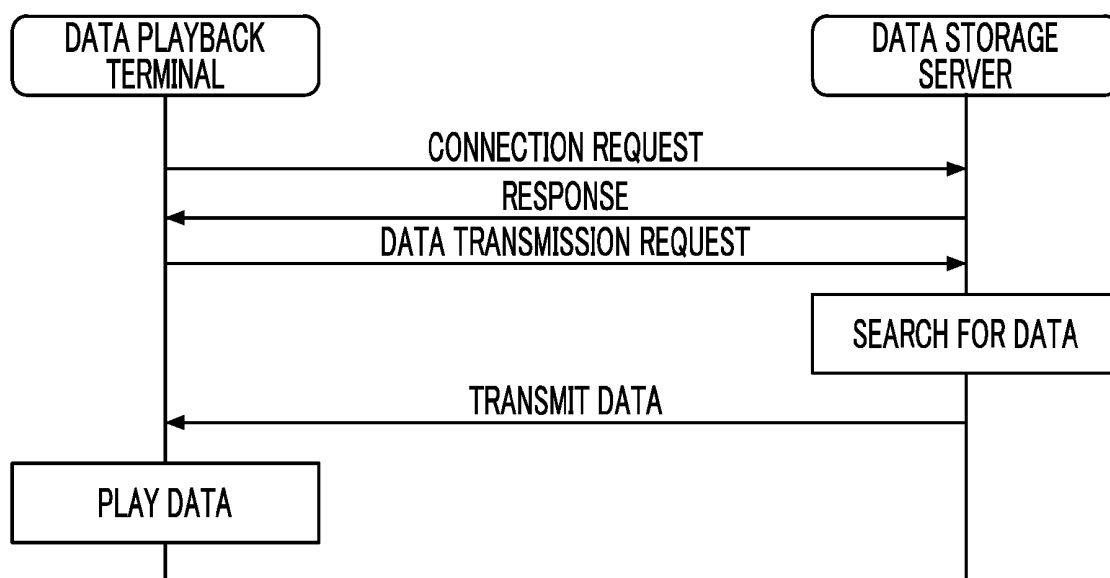 DATA PLAYBACK
TERMINAL
DATA STORAGE
SERVER
CONNECTION REQUEST
RESPONSE
DATA TRANSMISSION REQUEST
SEARCH FOR DATA
TRANSMIT DATA
PLAY DATA